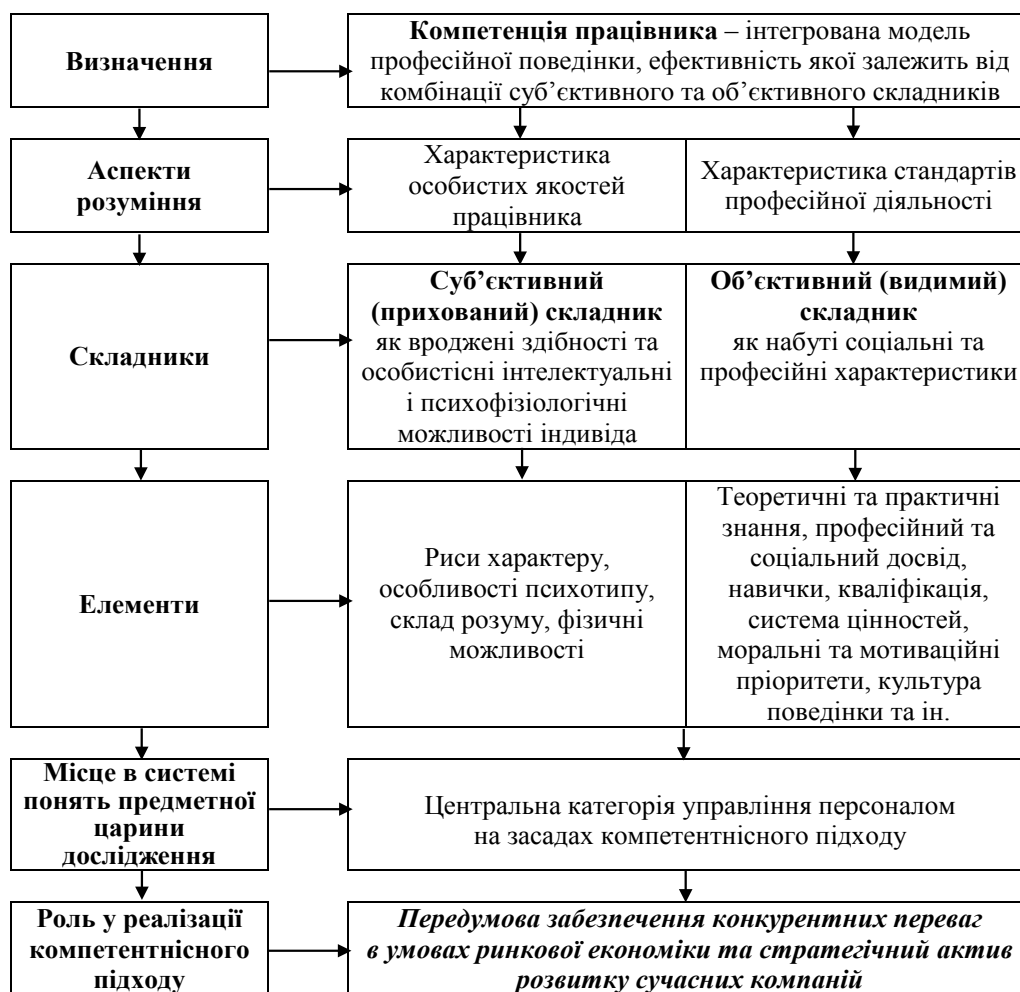 Визначення
Компетенція працівника – інтегрована модель
професійної поведінки, ефективність якої залежить від
комбінації суб’єктивного та об’єктивного складників
Аспекти
розуміння
Характеристика
особистих якостей
працівника
Характеристика стандартів
професійної діяльності
Складники
Суб’єктивний
(прихований) складник
як вроджені здібності та
особистісні інтелектуальні
і психофізіологічні
можливості індивіда
Об’єктивний (видимий)
складник
як набуті соціальні та
професійні характеристики
Елементи
Риси характеру,
особливості психотипу,
склад розуму, фізичні
можливості
Теоретичні та практичні
знання, професійний та
соціальний досвід,
навички, кваліфікація,
система цінностей,
моральні та мотиваційні
пріоритети, культура
поведінки та ін.
Місце в системі
понять предметної
царини
дослідження
Центральна категорія управління персоналом
на засадах компетентнісного підходу
Роль у реалізації
компетентнісного
підходу
Передумова забезпечення конкурентних переваг
в умовах ринкової економіки та стратегічний актив
розвитку сучасних компаній